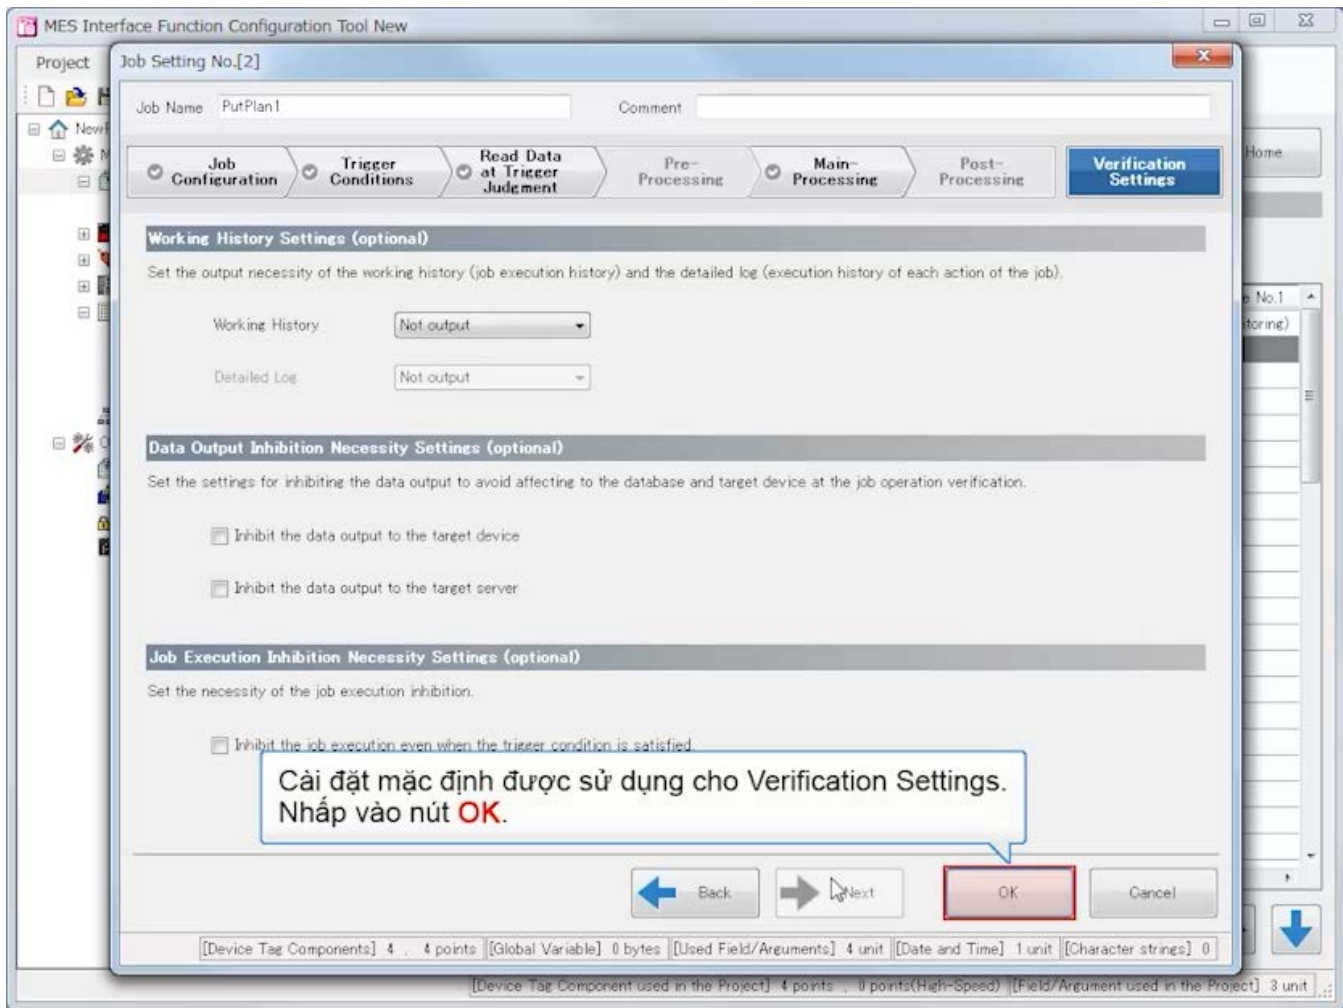 MES Interface Function Configuration Tool New
Project
Job Setting No.[2]
Job Name PutPlan1 Comment
Job Configuration
Trigger Conditions
Read Data at Trigger Judgment
Pre-Processing
Main-Processing
Post-Processing
Verification Settings
Home
Working History Settings (optional)
Set the output necessity of the working history (job execution history) and the detailed log (execution history of each action of the job).
Working History Not output
Detailed Log Not output
No.1
Data Output Inhibition Necessity Settings (optional)
Set the settings for inhibiting the data output to avoid affecting to the database and target device at the job operation verification.
Inhibit the data output to the target device
Inhibit the data output to the target server
Job Execution Inhibition Necessity Settings (optional)
Set the necessity of the job execution inhibition.
Inhibit the job execution even when the trigger condition is satisfied.
Cài đặt mặc định được sử dụng cho Verification Settings.
Nhấp vào nút OK.
Back Next OK Cancel
[Device Tag Components] 4 , 4 points [Global Variable] 0 bytes [Used Field/Arguments] 4 unit [Date and Time] 1 unit [Character strings] 0
[Device Tag Component used in the Project] 4 points , 0 points(High-Speed) [Field/Argument used in the Project] 3 unit